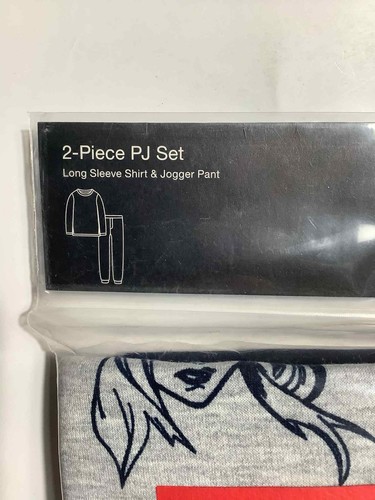 2-Piece PJ Set
Long Sleeve Shirt & Jogger Pant